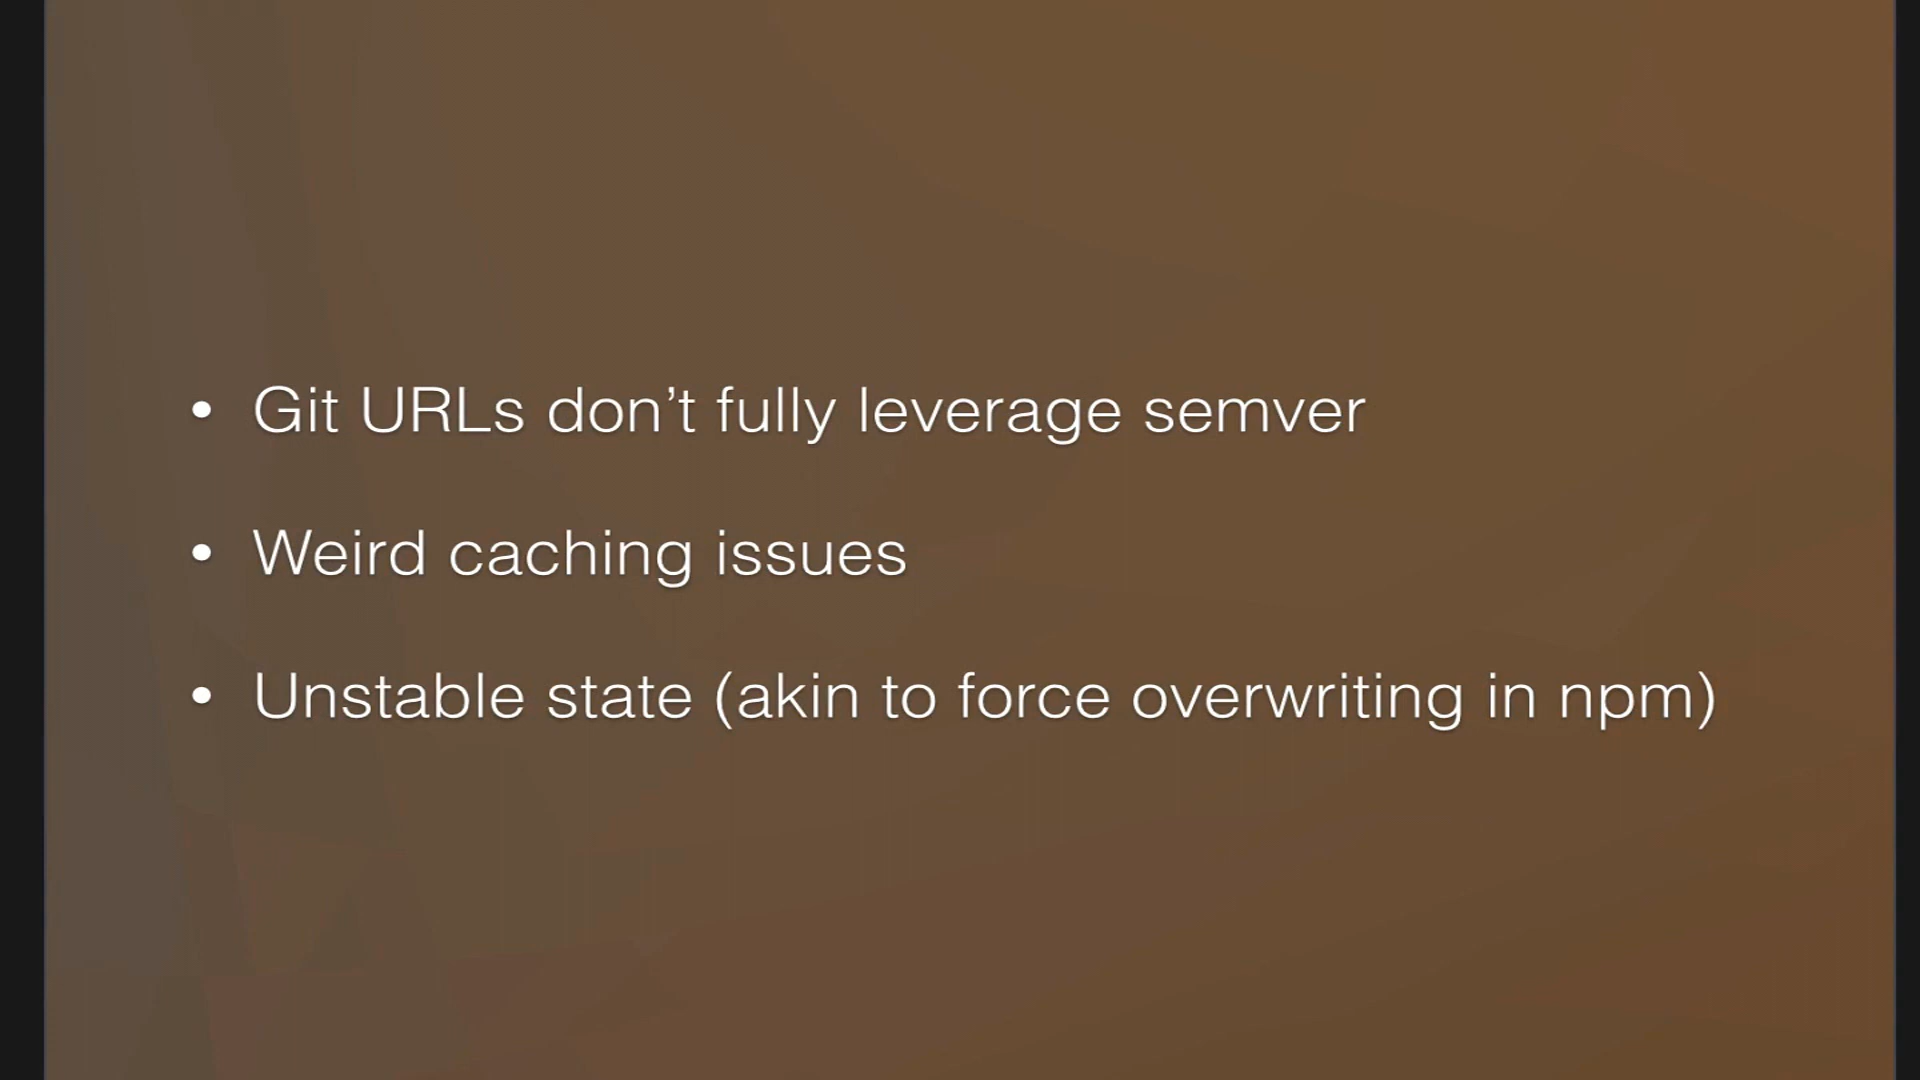 • Git URLs don’t fully leverage semver
• Weird caching issues
• Unstable state (akin to force overwriting in npm)